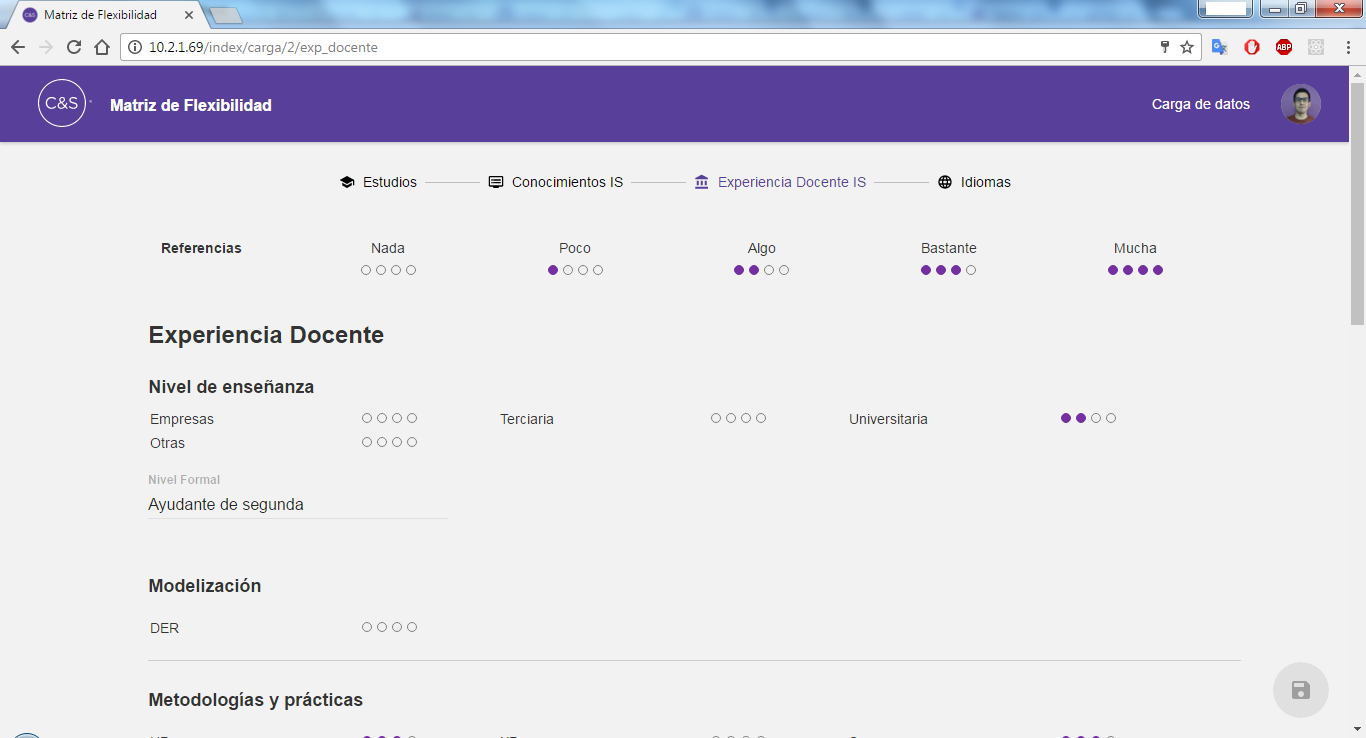 Matriz de Flexibilidad
10.2.1.69/index/carga/2/exp_docente
ABP
C&S
Matriz de Flexibilidad
Carga de datos
Estudios
Conocimientos IS
Experiencia Docente IS
Idiomas
Referencias
Nada
Poco
Algo
Bastante
Mucha
Experiencia Docente
Nivel de enseñanza
Empresas
Terciaria
Universitaria
Otras
Nivel Formal
Ayudante de segunda
Modelización
DER
Metodologías y prácticas